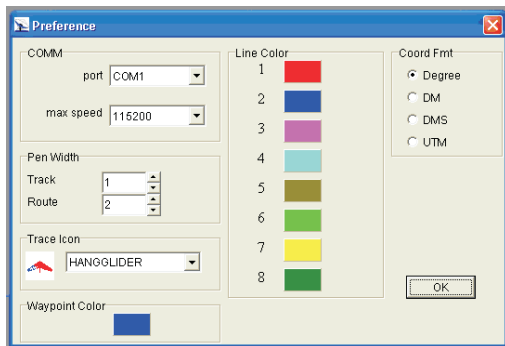 Preference
COMM
port COM1
max speed 115200
Pen Width
Track 1
Route 2
Trace Icon
HANGGLIDER
Waypoint Color
Line Color
1
2
3
4
5
6
7
8
Coord Fmt
Degree
DM
DMS
UTM
OK